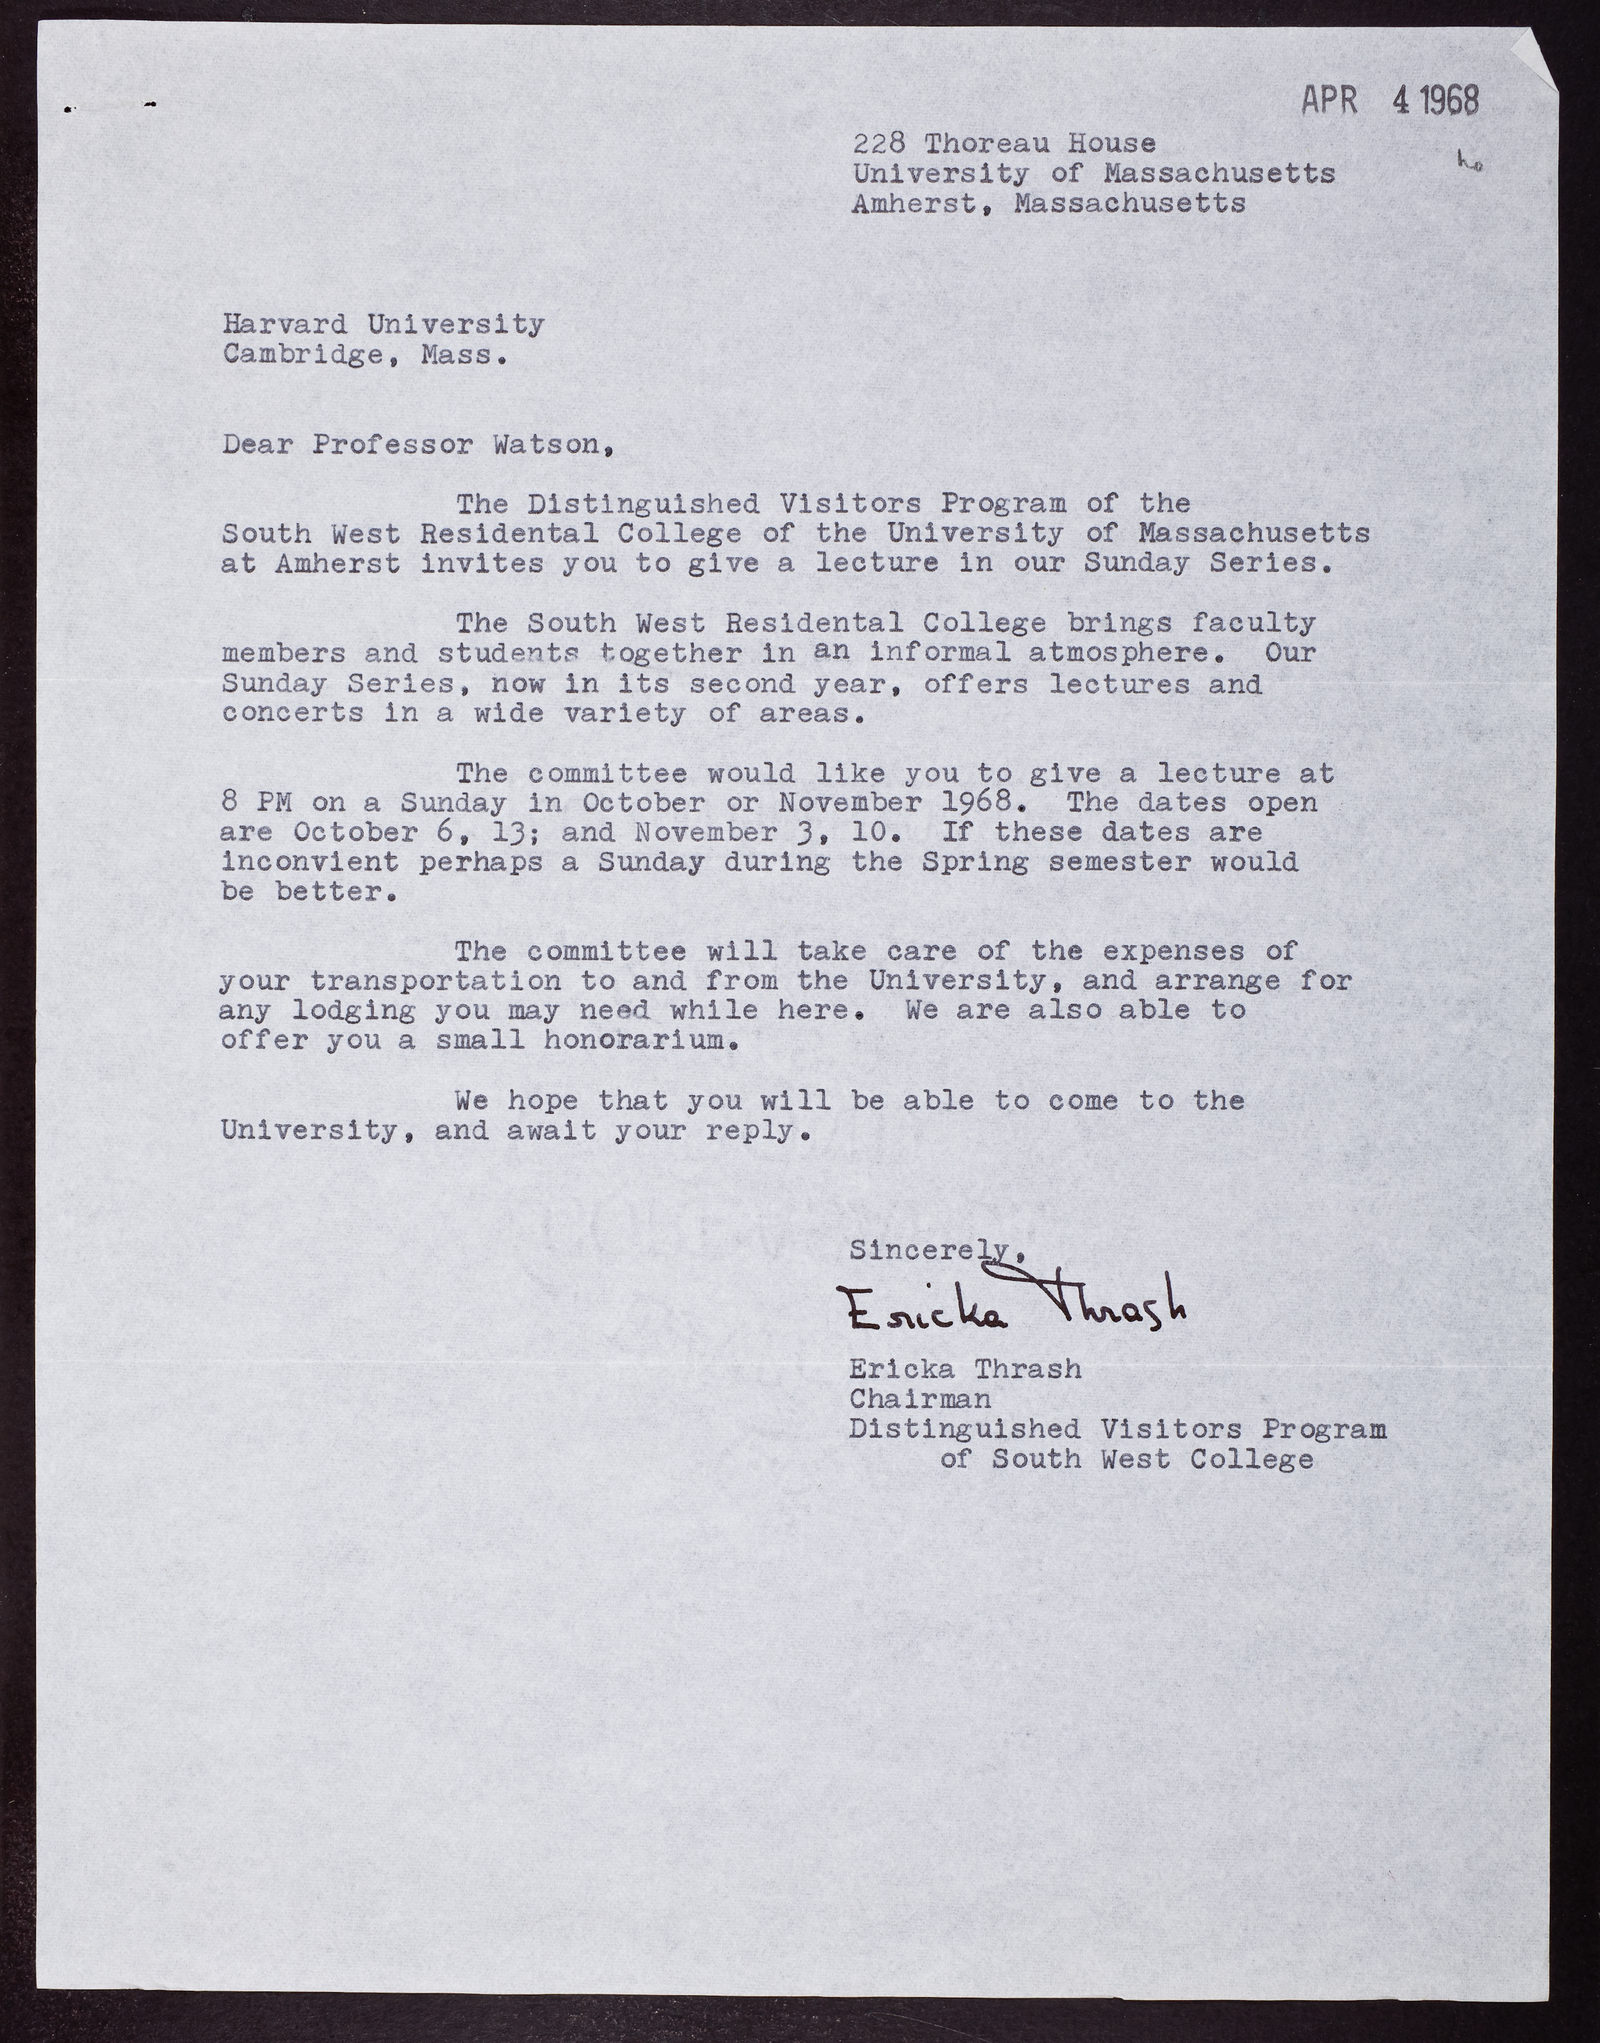 APR 4 1968
228 Thoreau House
University of Massachusetts
Amherst, Massachusetts
Harvard University
Cambridge, Mass.
Dear Professor Watson,
The Distinguished Visitors Program of the
South West Residental College of the University of Massachusetts
at Amherst invites you to give a lecture in our Sunday Series.
The South West Residental College brings faculty
members and students together in an informal atmosphere. Our
Sunday Series, now in its second year, offers lectures and
concerts in a wide variety of areas.
The committee would like you to give a lecture at
8 PM on a Sunday in October or November 1968. The dates open
are October 6, 13; and November 3, 10. If these dates are
inconvient perhaps a Sunday during the Spring semester would
be better.
The committee will take care of the expenses of
your transportation to and from the University, and arrange for
any lodging you may need while here. We are also able to
offer you a small honorarium.
We hope that you will be able to come to the
University, and await your reply.
Sincerely,
Ericka Thrash
Ericka Thrash
Chairman
Distinguished Visitors Program
of South West College